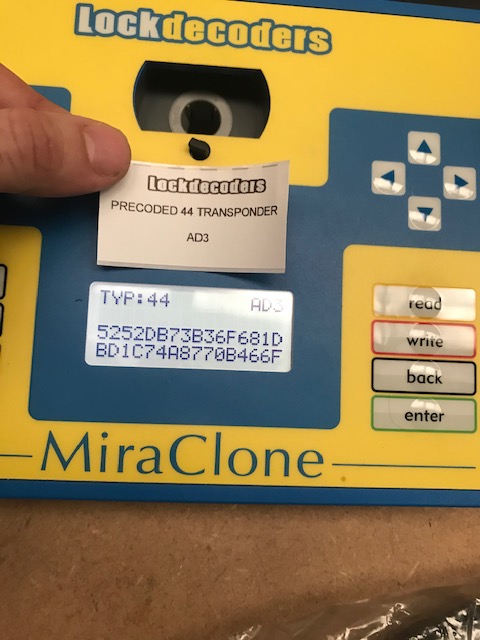 Lockdecoders
Lockdecoders
PRECODED 44 TRANSPONDER
AD3
TYP:44 AD3
5252DB73B36F681D
BD1C74A8770B466F
read
write
back
enter
MiraClone